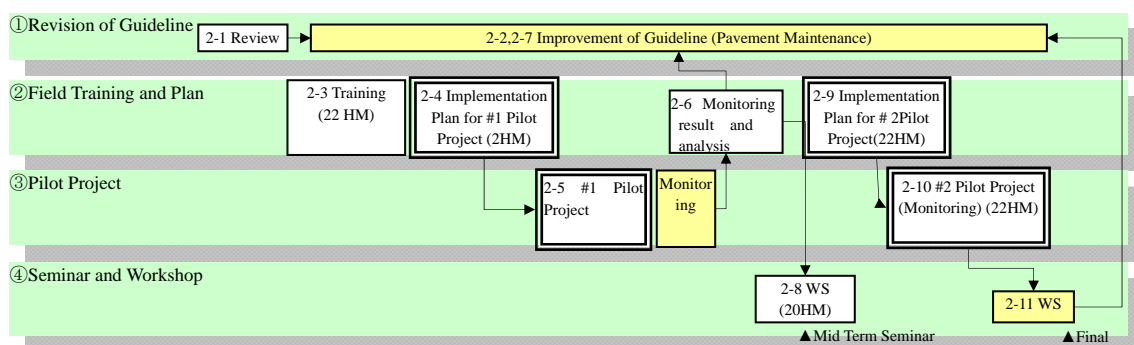 ①Revision of Guideline
2-1 Review
2-2,2-7 Improvement of Guideline (Pavement Maintenance)
②Field Training and Plan
2-3 Training
(22 HM)
2-4 Implementation
Plan for #1 Pilot
Project (2HM)
2-6 Monitoring
result and
analysis
2-9 Implementation
Plan for # 2Pilot
Project(22HM)
③Pilot Project
2-5 #1 Pilot
Project
Monitor
ing
2-10 #2 Pilot Project
(Monitoring) (22HM)
④Seminar and Workshop
2-8 WS
(20HM)
2-11 WS
▲Mid Term Seminar
▲Final